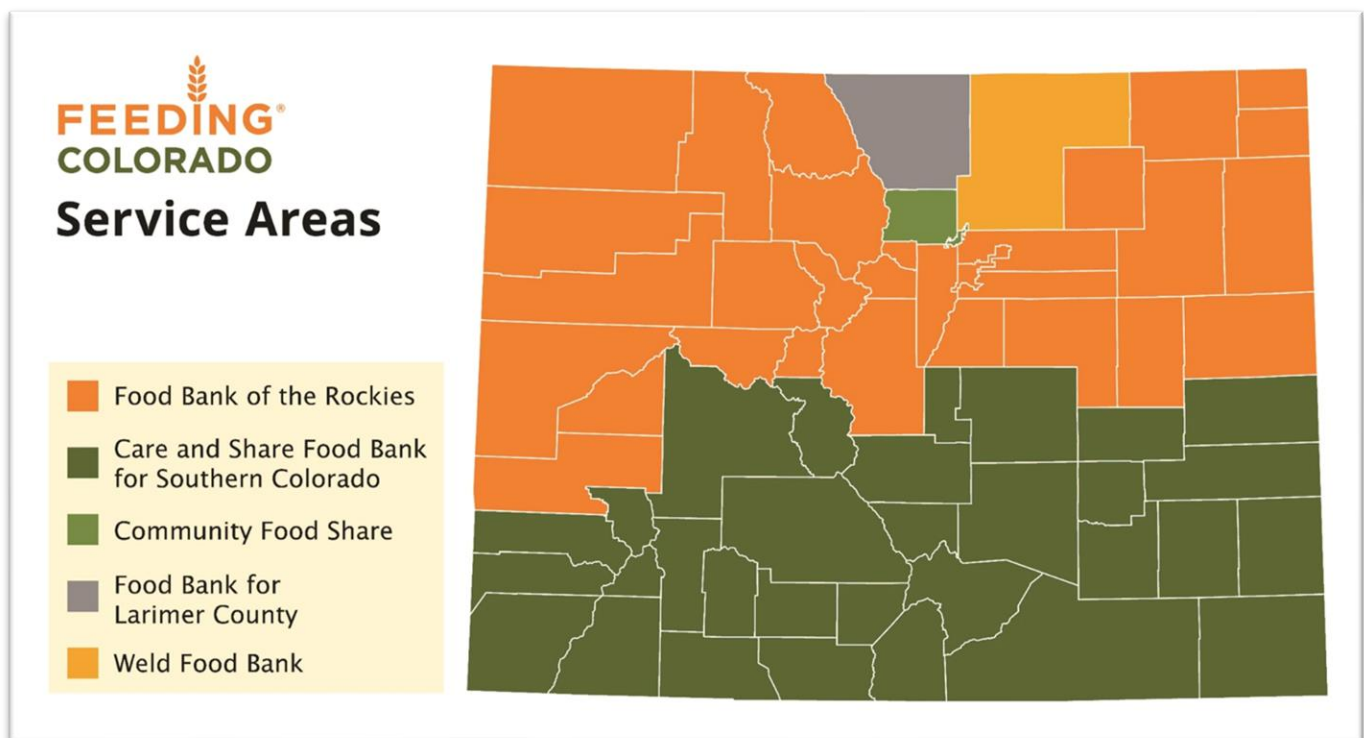 FEEDING®
COLORADO
Service Areas
Food Bank of the Rockies
Care and Share Food Bank
for Southern Colorado
Community Food Share
Food Bank for
Larimer County
Weld Food Bank